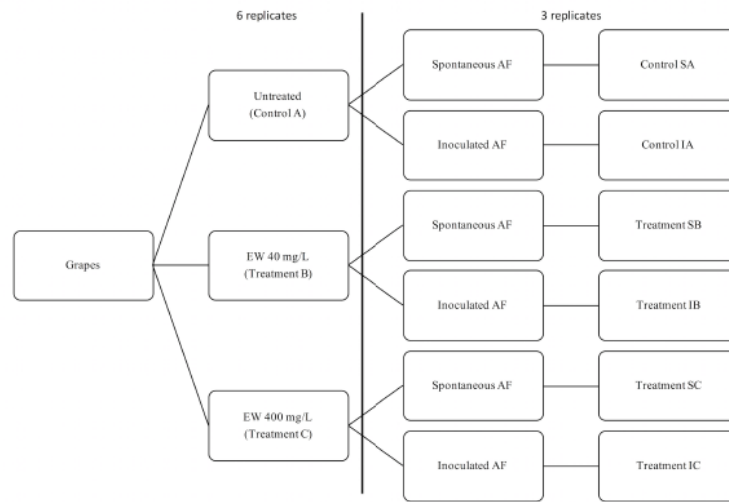 6 replicates
3 replicates
Grapes
Untreated
(Control A)
EW 40 mg/L
(Treatment B)
EW 400 mg/L
(Treatment C)
Spontaneous AF
Control SA
Inoculated AF
Control IA
Spontaneous AF
Treatment SB
Inoculated AF
Treatment IB
Spontaneous AF
Treatment SC
Inoculated AF
Treatment IC